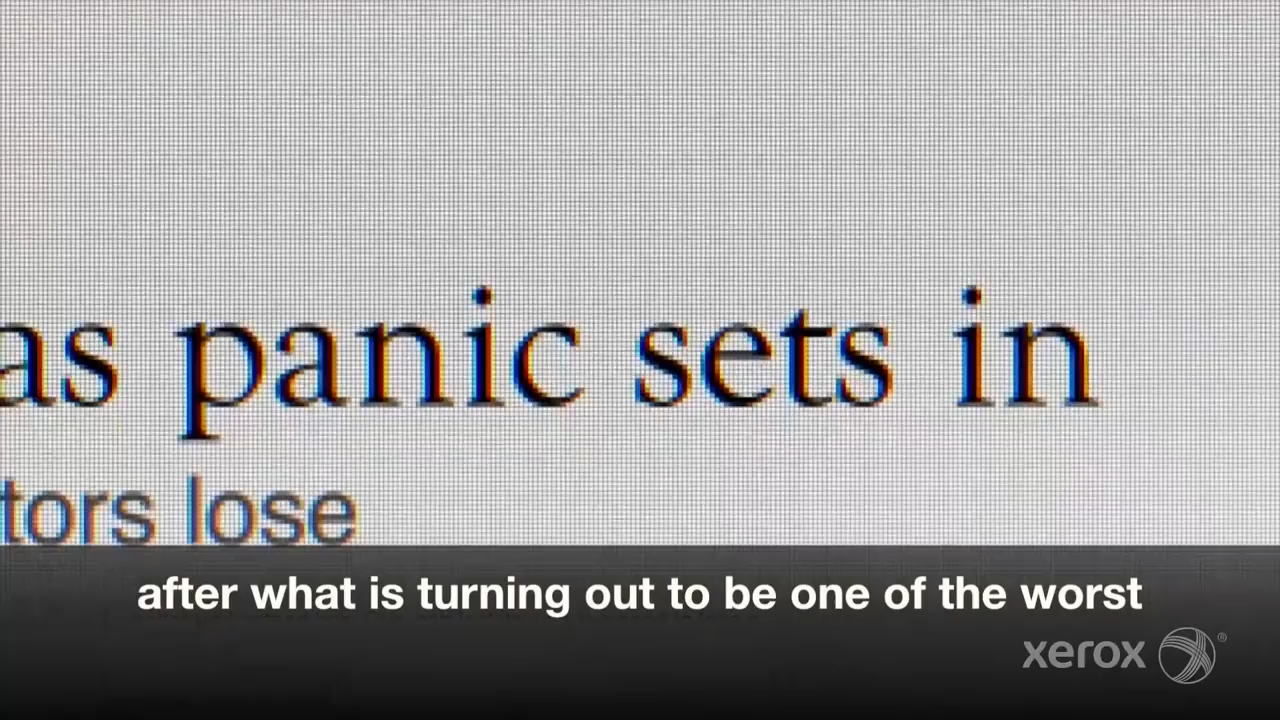 as panic sets in
tors lose
after what is turning out to be one of the worst
xerox ®